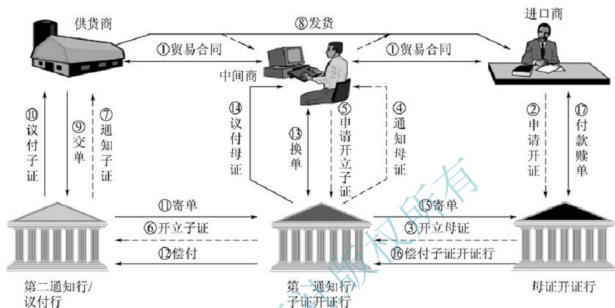 供货商
⑧发货
进口商
①贸易合同
中间商
①贸易合同
⑩议付子证
⑨交单
⑦通知子证
⑭议付母证
⑬换单
⑤申请开立子证
④通知母证
②申请开证
⑰付款赎单
⑪寄单
⑥开立子证
⑫偿付
⑮寄单
③开立母证
⑯偿付子证开证行
第二通知行/
议付行
第一通知行/
子证开证行
母证开证行
版权所有